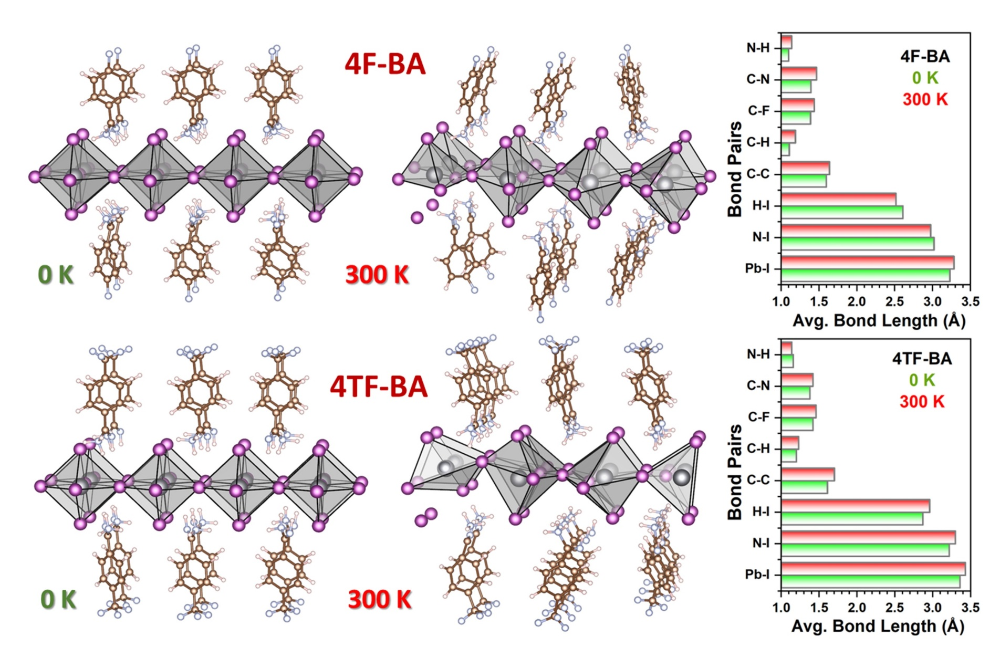 4F-BA
0 K
300 K
4TF-BA
0 K
300 K
Bond Pairs
N-H
C-N
C-F
C-H
C-C
H-I
N-I
Pb-I
4F-BA
0 K
300 K
1.0 1.5 2.0 2.5 3.0 3.5
Avg. Bond Length (Å)
Bond Pairs
N-H
C-N
C-F
C-H
C-C
H-I
N-I
Pb-I
4TF-BA
0 K
300 K
1.0 1.5 2.0 2.5 3.0 3.5
Avg. Bond Length (Å)